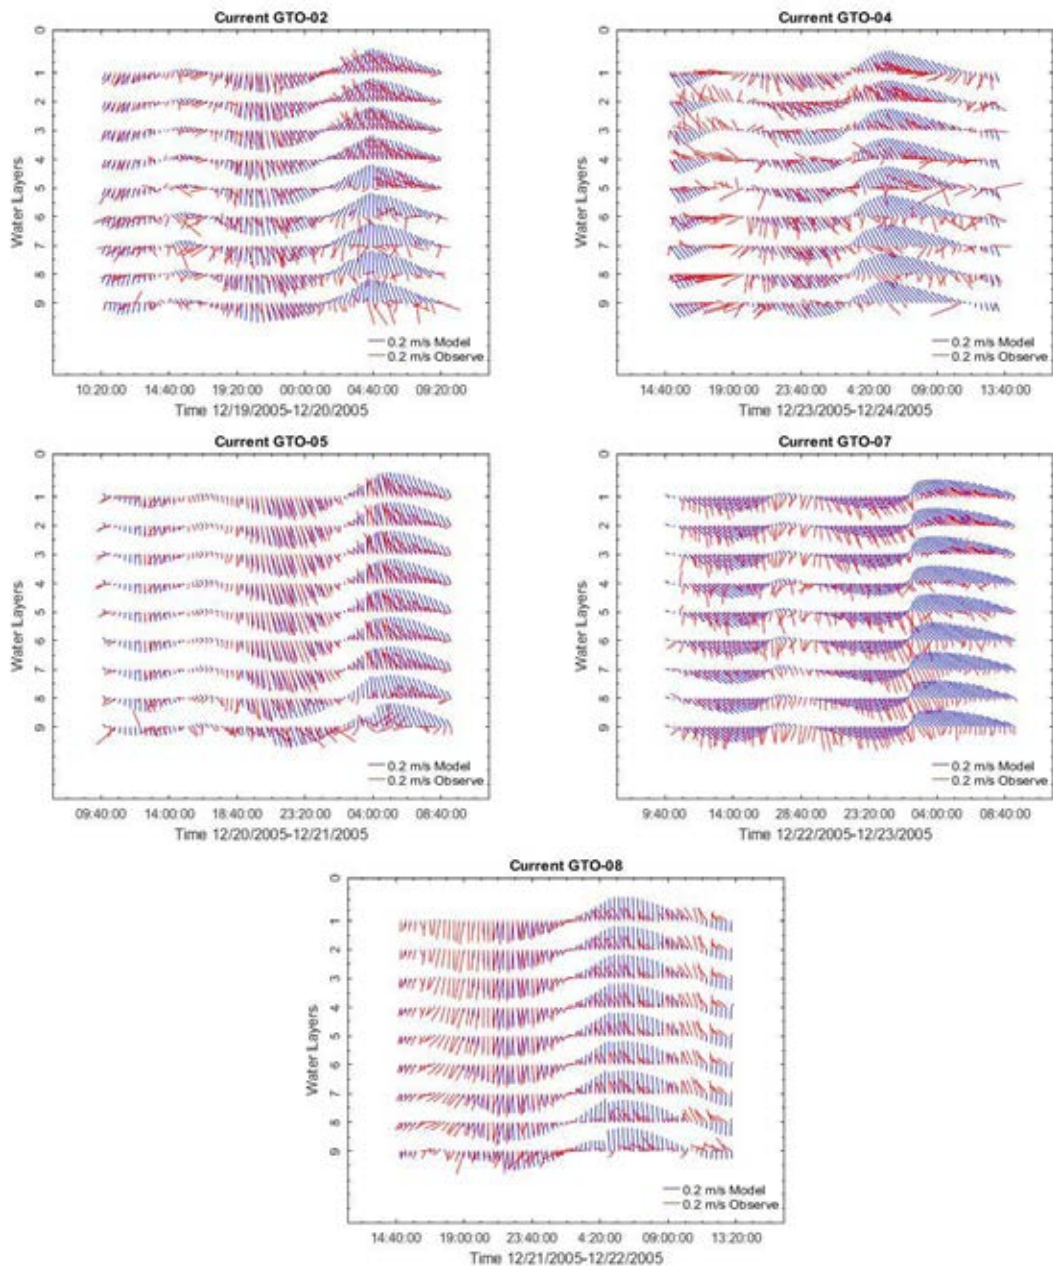 Current GTO-02
0
1
2
3
4
5
6
7
8
9
Water Layers
0.2 m/s Model
0.2 m/s Observe
10:20:00 14:40:00 19:20:00 00:00:00 04:40:00 09:20:00
Time 12/19/2005-12/20/2005
Current GTO-04
0
1
2
3
4
5
6
7
8
9
Water Layers
0.2 m/s Model
0.2 m/s Observe
14:40:00 19:00:00 23:40:00 4:20:00 09:00:00 13:40:00
Time 12/23/2005-12/24/2005
Current GTO-05
0
1
2
3
4
5
6
7
8
9
Water Layers
0.2 m/s Model
0.2 m/s Observe
09:40:00 14:00:00 18:40:00 23:20:00 04:00:00 08:40:00
Time 12/20/2005-12/21/2005
Current GTO-07
0
1
2
3
4
5
6
7
8
9
Water Layers
0.2 m/s Model
0.2 m/s Observe
9:40:00 14:00:00 28:40:00 23:20:00 04:00:00 08:40:00
Time 12/22/2005-12/23/2005
Current GTO-08
0
1
2
3
4
5
6
7
8
9
Water Layers
0.2 m/s Model
0.2 m/s Observe
14:40:00 19:00:00 23:40:00 4:20:00 09:00:00 13:20:00
Time 12/21/2005-12/22/2005